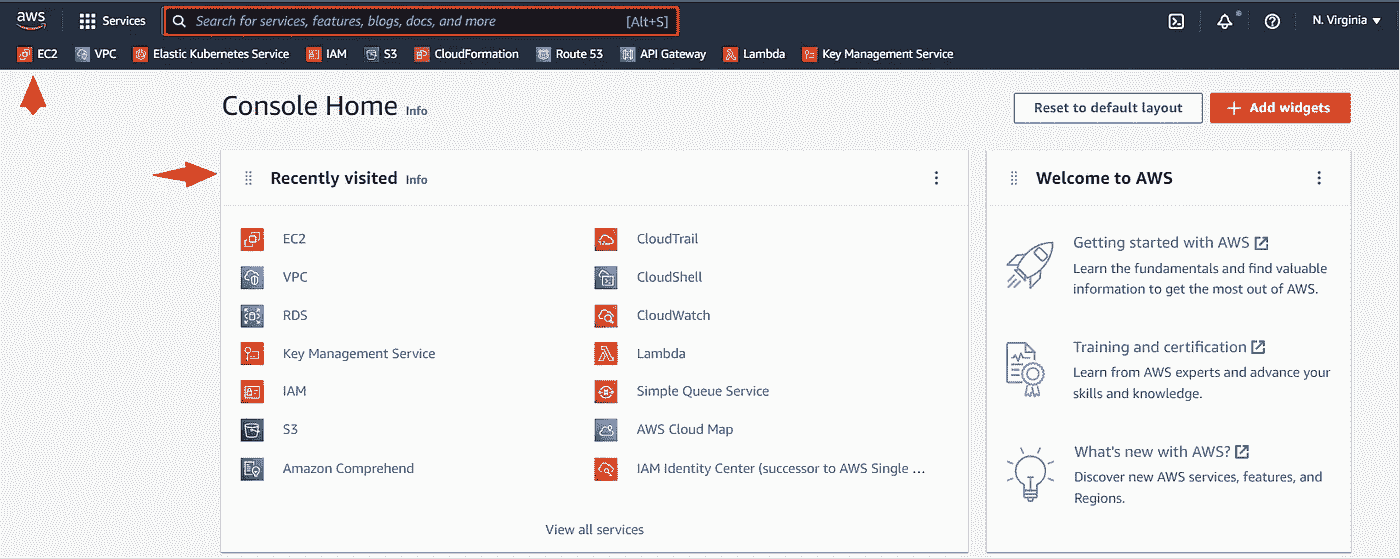 aws Services Search for services, features, blogs, docs, and more [Alt+S] N. Virginia
EC2 VPC Elastic Kubernetes Service IAM S3 CloudFormation Route 53 API Gateway Lambda Key Management Service
Console Home Info
Reset to default layout
Add widgets
Recently visited Info
EC2
VPC
RDS
Key Management Service
IAM
S3
Amazon Comprehend
CloudTrail
CloudShell
CloudWatch
Lambda
Simple Queue Service
AWS Cloud Map
IAM Identity Center (successor to AWS Single ...
View all services
Welcome to AWS
Getting started with AWS
Learn the fundamentals and find valuable
information to get the most out of AWS.
Training and certification
Learn from AWS experts and advance your
skills and knowledge.
What's new with AWS?
Discover new AWS services, features, and
Regions.